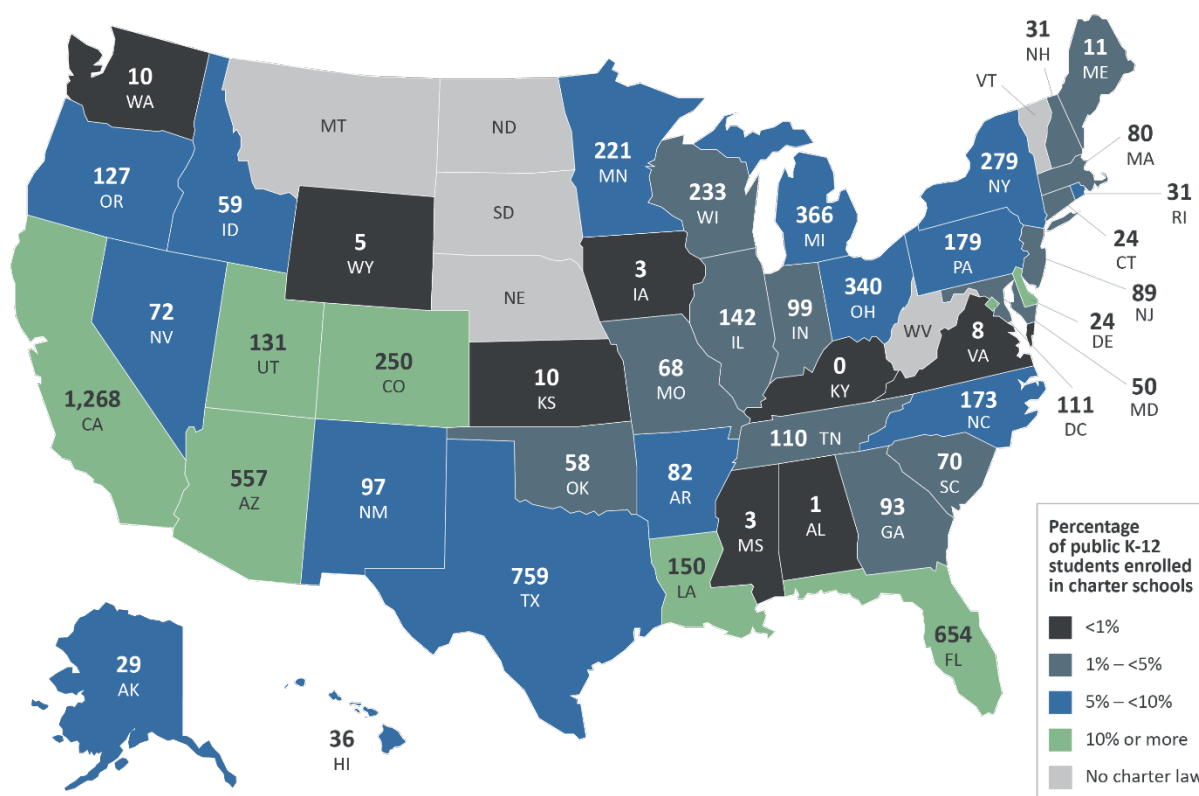 31
NH
11
ME
VT
10
WA
MT
ND
221
MN
80
MA
127
OR
59
ID
233
WI
279
NY
31
RI
SD
366
MI
5
WY
179
PA
24
CT
3
IA
NE
340
OH
89
NJ
72
NV
99
IN
142
IL
24
DE
131
UT
250
CO
WV
8
VA
0
KY
68
MO
10
KS
50
MD
1,268
CA
173
NC
111
DC
110 TN
557
AZ
97
NM
58
OK
82
AR
70
SC
93
GA
3
MS
1
AL
759
TX
150
LA
654
FL
29
AK
36
HI
Percentage
of public K-12
students enrolled
in charter schools
<1%
1% – <5%
5% – <10%
10% or more
No charter law